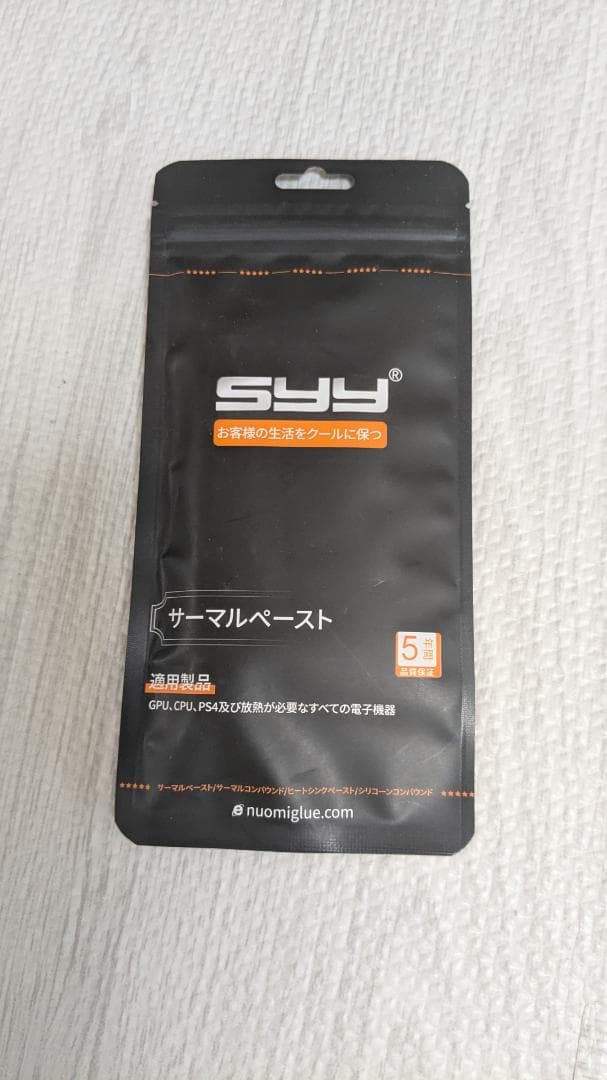 syy®
お客様の生活をクールに保つ
サーマルペースト
5年間
品質保証
適用製品
GPU、CPU、PS4及び放熱が必要なすべての電子機器
サーマルペースト/サーマルコンパウンド/ヒートシンクペースト/シリコーンコンパウンド
nuomiglue.com